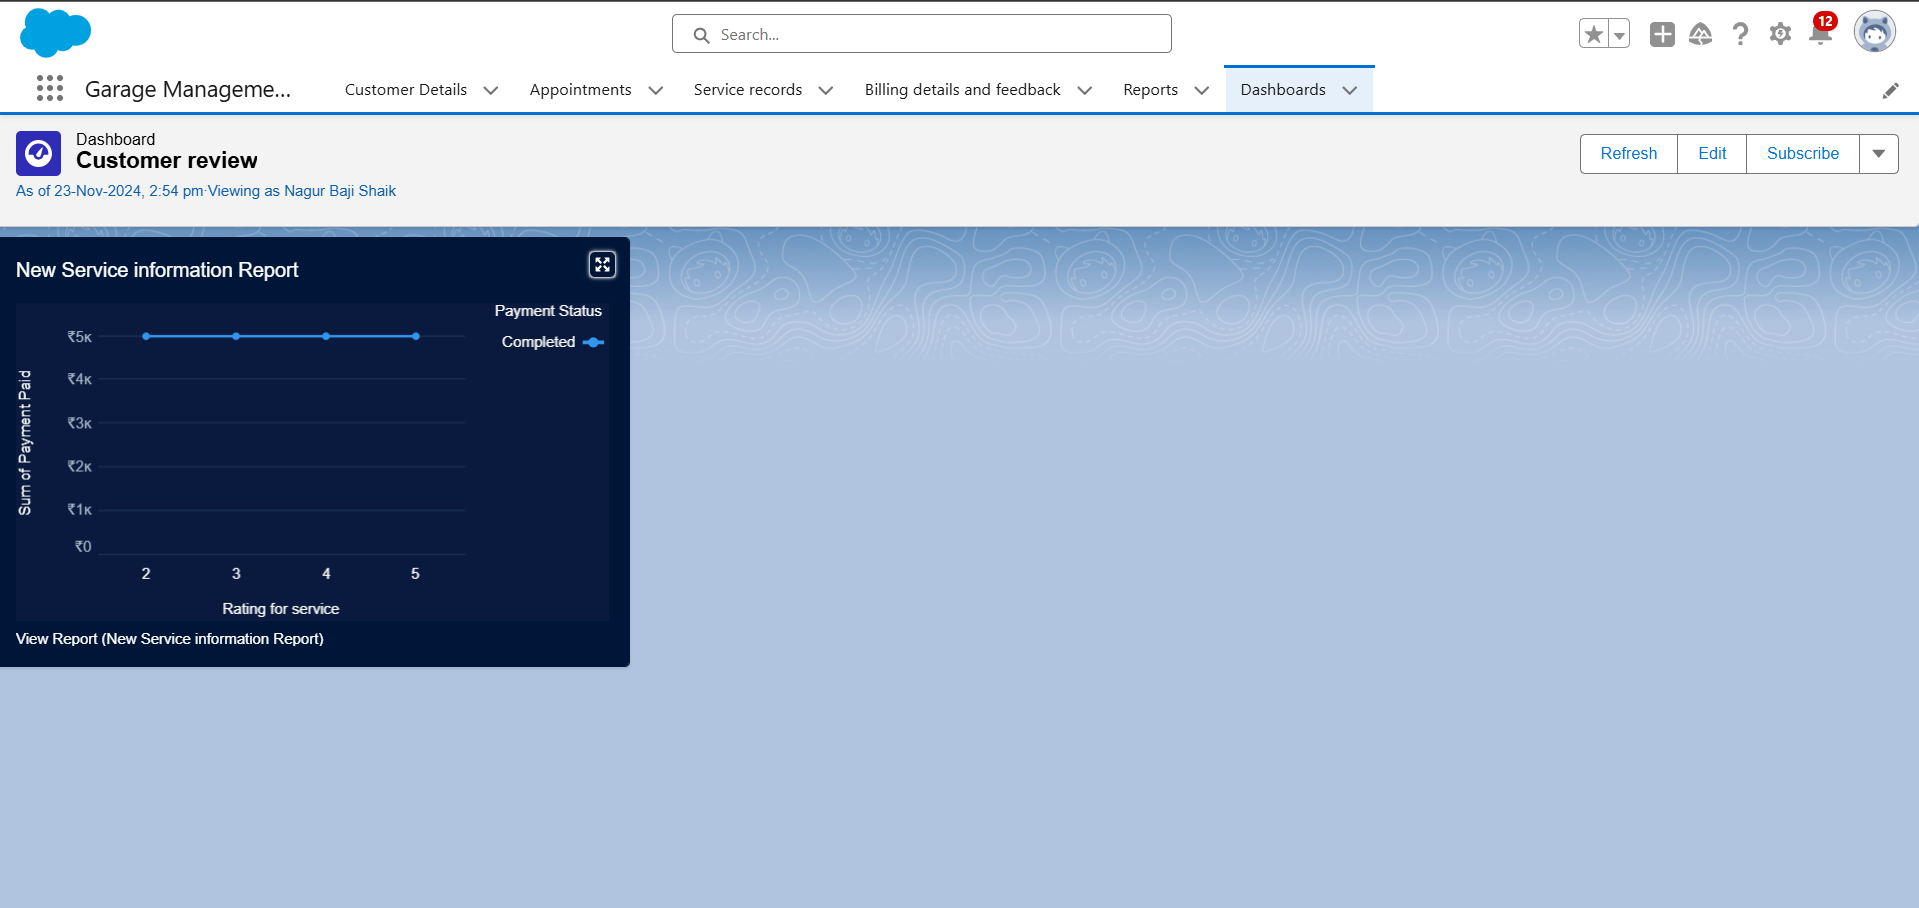 Search...
12
Garage Manageme...
Customer Details
Appointments
Service records
Billing details and feedback
Reports
Dashboards
Dashboard
Customer review
As of 23-Nov-2024, 2:54 pm·Viewing as Nagur Baji Shaik
Refresh
Edit
Subscribe
New Service information Report
Payment Status
Completed
Sum of Payment Paid
₹5K
₹4K
₹3K
₹2K
₹1K
₹0
2 3 4 5
Rating for service
View Report (New Service information Report)